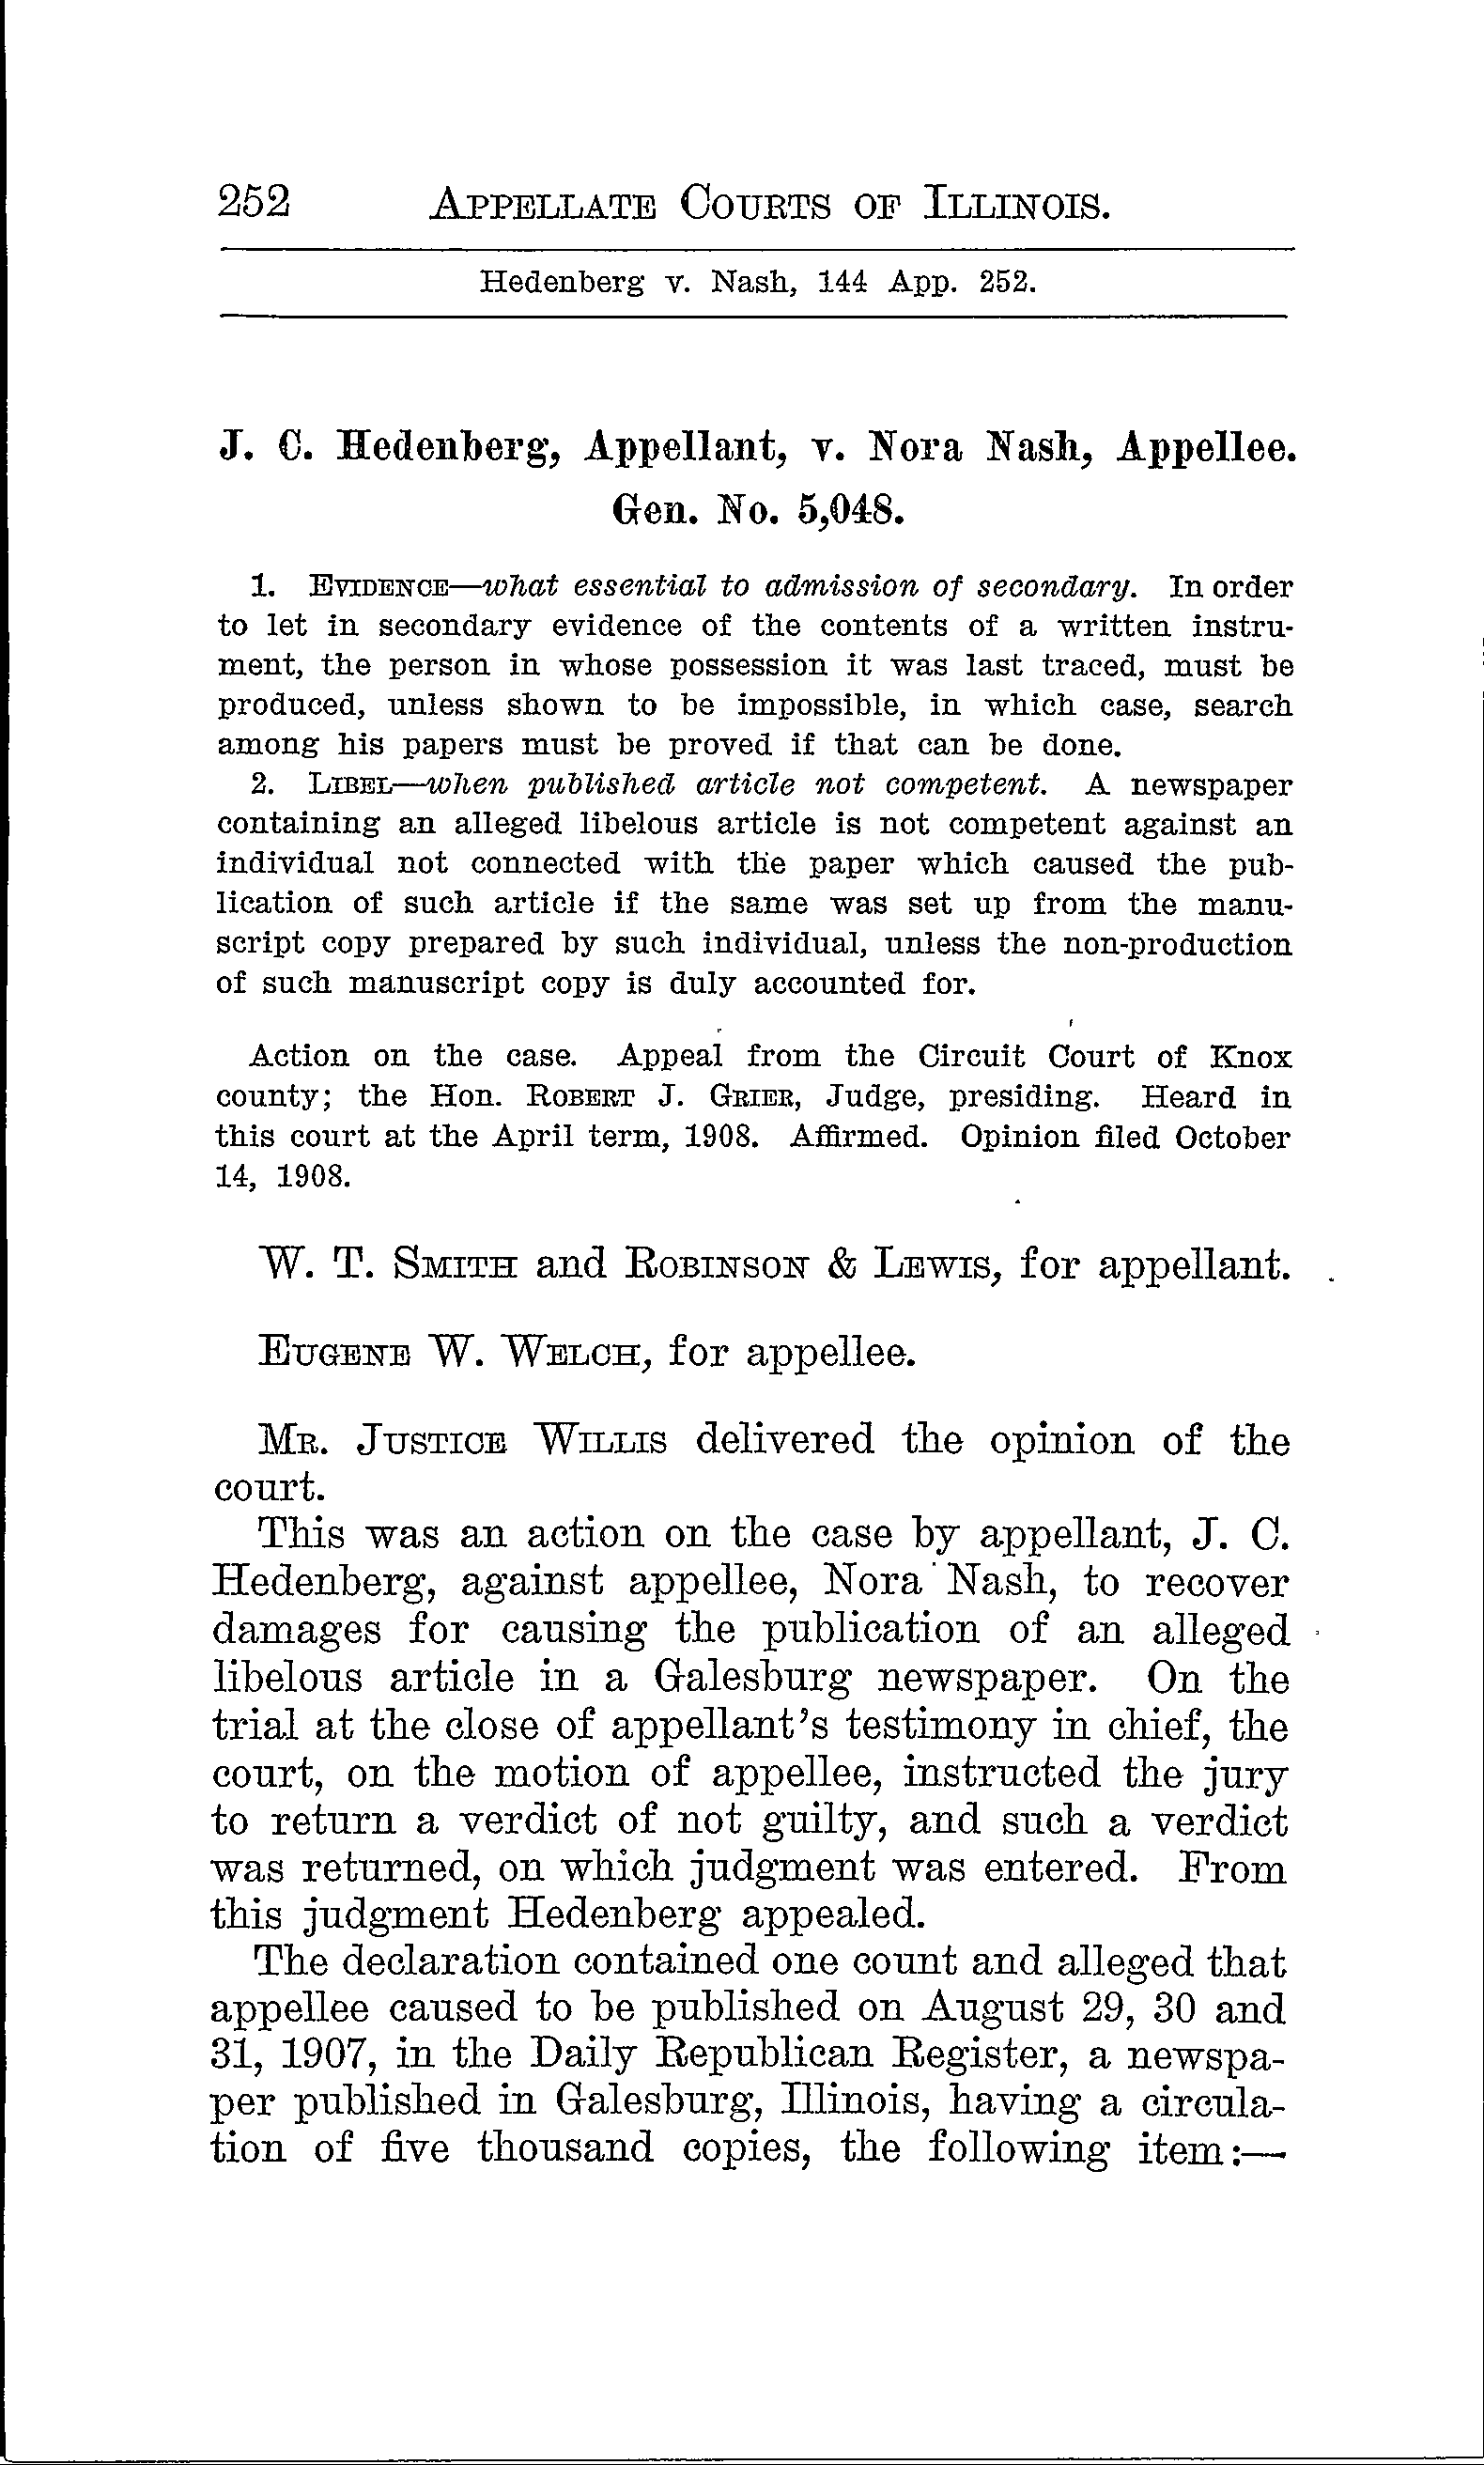 252 APPELLATE COURTS OF ILLINOIS.
Hedenberg v. Nash, 144 App. 252.
J. C. Hedenberg, Appellant, v. Nora Nash, Appellee.
Gen. No. 5,048.
1. EVIDENCE—what essential to admission of secondary. In order
to let in secondary evidence of the contents of a written instru-
ment, the person in whose possession it was last traced, must be
produced, unless shown to be impossible, in which case, search
among his papers must be proved if that can be done.
2. LIBEL—when published article not competent. A newspaper
containing an alleged libelous article is not competent against an
individual not connected with the paper which caused the pub-
lication of such article if the same was set up from the manu-
script copy prepared by such individual, unless the non-production
of such manuscript copy is duly accounted for.
Action on the case. Appeal from the Circuit Court of Knox
county; the Hon. ROBERT J. GRIER, Judge, presiding. Heard in
this court at the April term, 1908. Affirmed. Opinion filed October
14, 1908.
W. T. SMITH and ROBINSON & LEWIS, for appellant.
EUGENE W. WELCH, for appellee.
MR. JUSTICE WILLIS delivered the opinion of the
court.
This was an action on the case by appellant, J. C.
Hedenberg, against appellee, Nora Nash, to recover
damages for causing the publication of an alleged
libelous article in a Galesburg newspaper. On the
trial at the close of appellant's testimony in chief, the
court, on the motion of appellee, instructed the jury
to return a verdict of not guilty, and such a verdict
was returned, on which judgment was entered. From
this judgment Hedenberg appealed.
The declaration contained one count and alleged that
appellee caused to be published on August 29, 30 and
31, 1907, in the Daily Republican Register, a newspa-
per published in Galesburg, Illinois, having a circula-
tion of five thousand copies, the following item:—